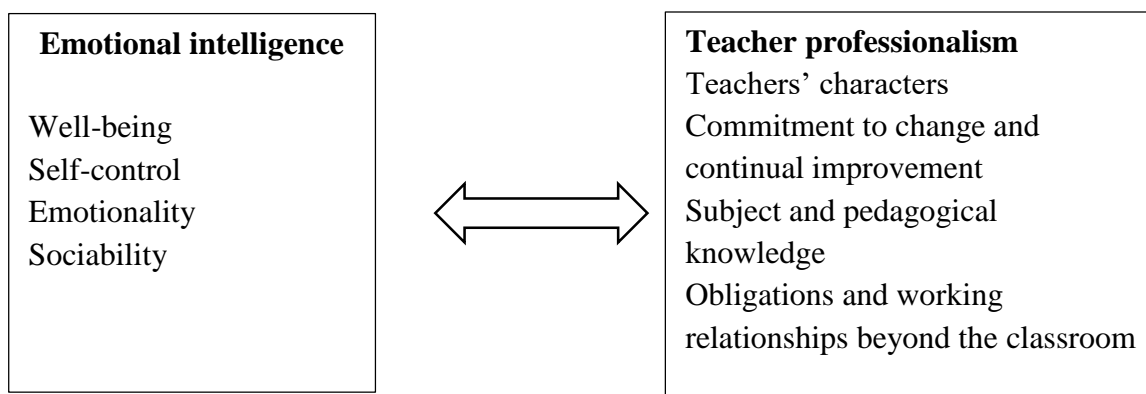 Emotional intelligence
Well-being
Self-control
Emotionality
Sociability
Teacher professionalism
Teachers’ characters
Commitment to change and
continual improvement
Subject and pedagogical
knowledge
Obligations and working
relationships beyond the classroom